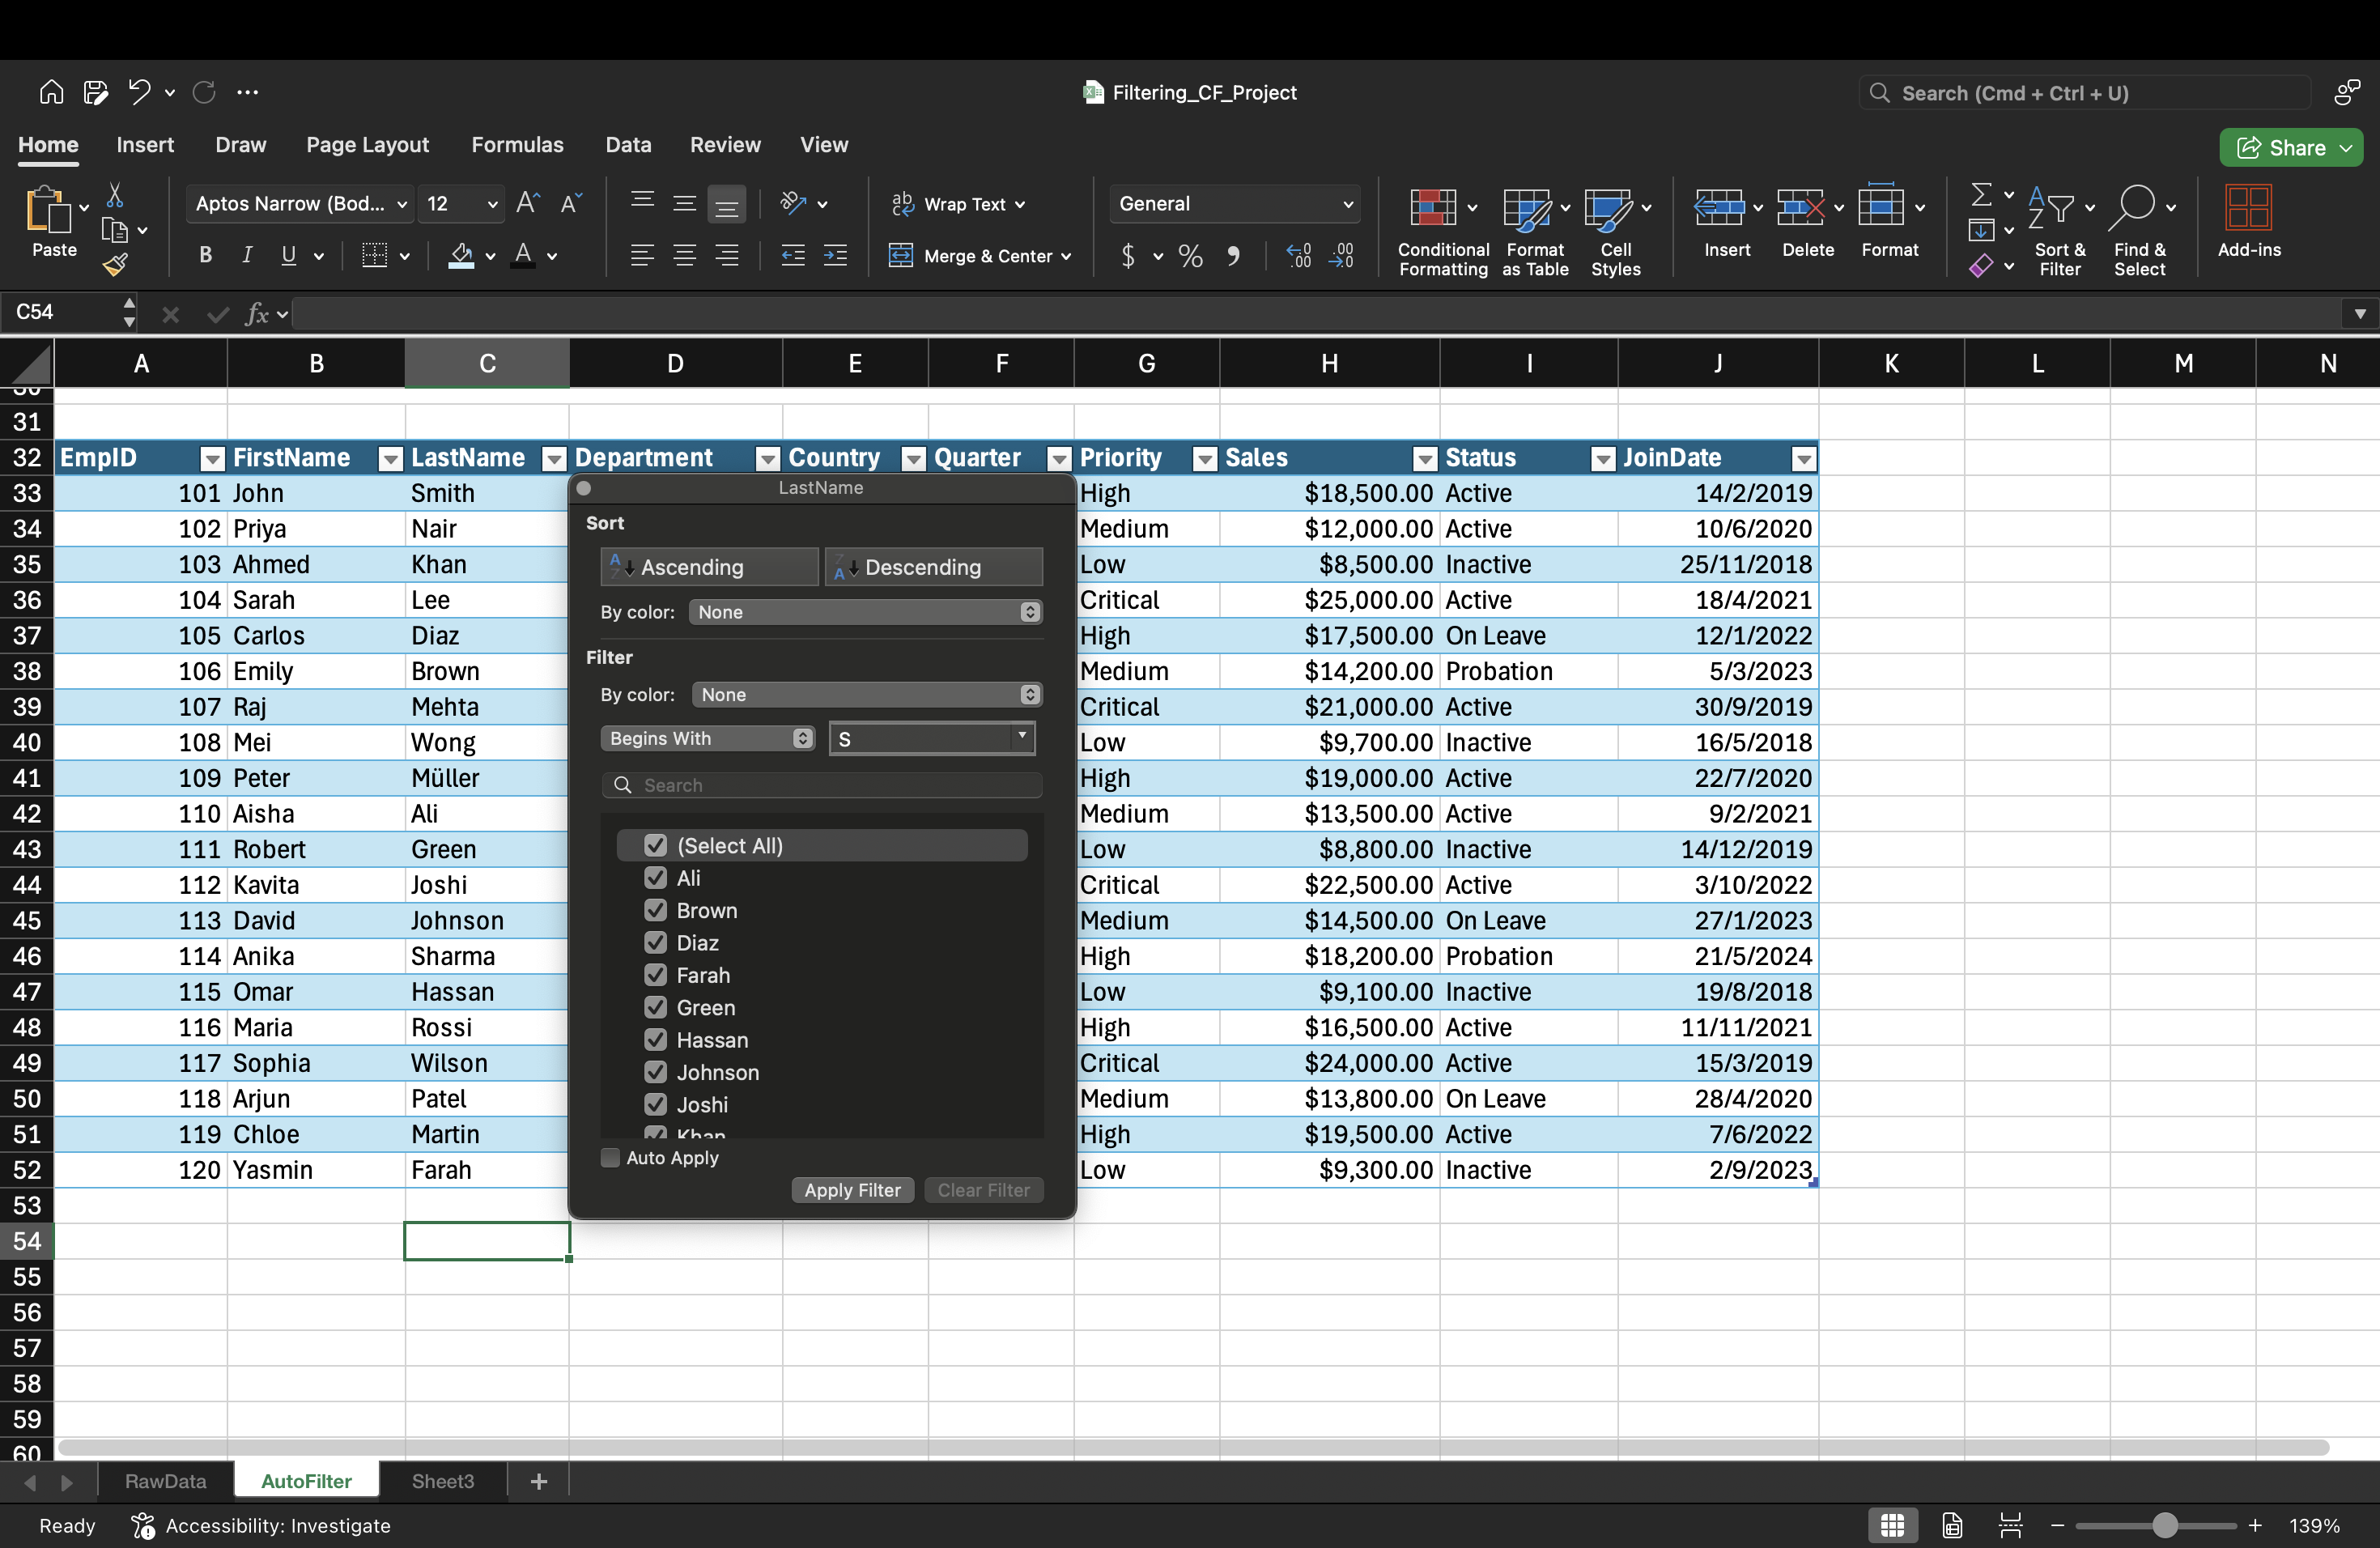 Filtering_CF_Project
Search (Cmd + Ctrl + U)
Home Insert Draw Page Layout Formulas Data Review View
Share
Paste
Aptos Narrow (Bod... 12
B I U
Wrap Text
Merge & Center
General
$ % 9
Conditional Formatting
Format as Table
Cell Styles
Insert
Delete
Format
Sort & Filter
Find & Select
Add-ins
C54 fx
A B C D E F G H I J K L M N
31
32 EmpID FirstName LastName Department Country Quarter Priority Sales Status JoinDate
33 101 John Smith High $18,500.00 Active 14/2/2019
34 102 Priya Nair Medium $12,000.00 Active 10/6/2020
35 103 Ahmed Khan Low $8,500.00 Inactive 25/11/2018
36 104 Sarah Lee Critical $25,000.00 Active 18/4/2021
37 105 Carlos Diaz High $17,500.00 On Leave 12/1/2022
38 106 Emily Brown Medium $14,200.00 Probation 5/3/2023
39 107 Raj Mehta Critical $21,000.00 Active 30/9/2019
40 108 Mei Wong Low $9,700.00 Inactive 16/5/2018
41 109 Peter Müller High $19,000.00 Active 22/7/2020
42 110 Aisha Ali Medium $13,500.00 Active 9/2/2021
43 111 Robert Green Low $8,800.00 Inactive 14/12/2019
44 112 Kavita Joshi Critical $22,500.00 Active 3/10/2022
45 113 David Johnson Medium $14,500.00 On Leave 27/1/2023
46 114 Anika Sharma High $18,200.00 Probation 21/5/2024
47 115 Omar Hassan Low $9,100.00 Inactive 19/8/2018
48 116 Maria Rossi High $16,500.00 Active 11/11/2021
49 117 Sophia Wilson Critical $24,000.00 Active 15/3/2019
50 118 Arjun Patel Medium $13,800.00 On Leave 28/4/2020
51 119 Chloe Martin High $19,500.00 Active 7/6/2022
52 120 Yasmin Farah Low $9,300.00 Inactive 2/9/2023
53
54
55
56
57
58
59
60
LastName
Sort
Ascending Descending
By color: None
Filter
By color: None
Begins With S
Search
(Select All)
Ali
Brown
Diaz
Farah
Green
Hassan
Johnson
Joshi
Khan
Auto Apply
Apply Filter Clear Filter
RawData AutoFilter Sheet3 +
Ready Accessibility: Investigate 139%